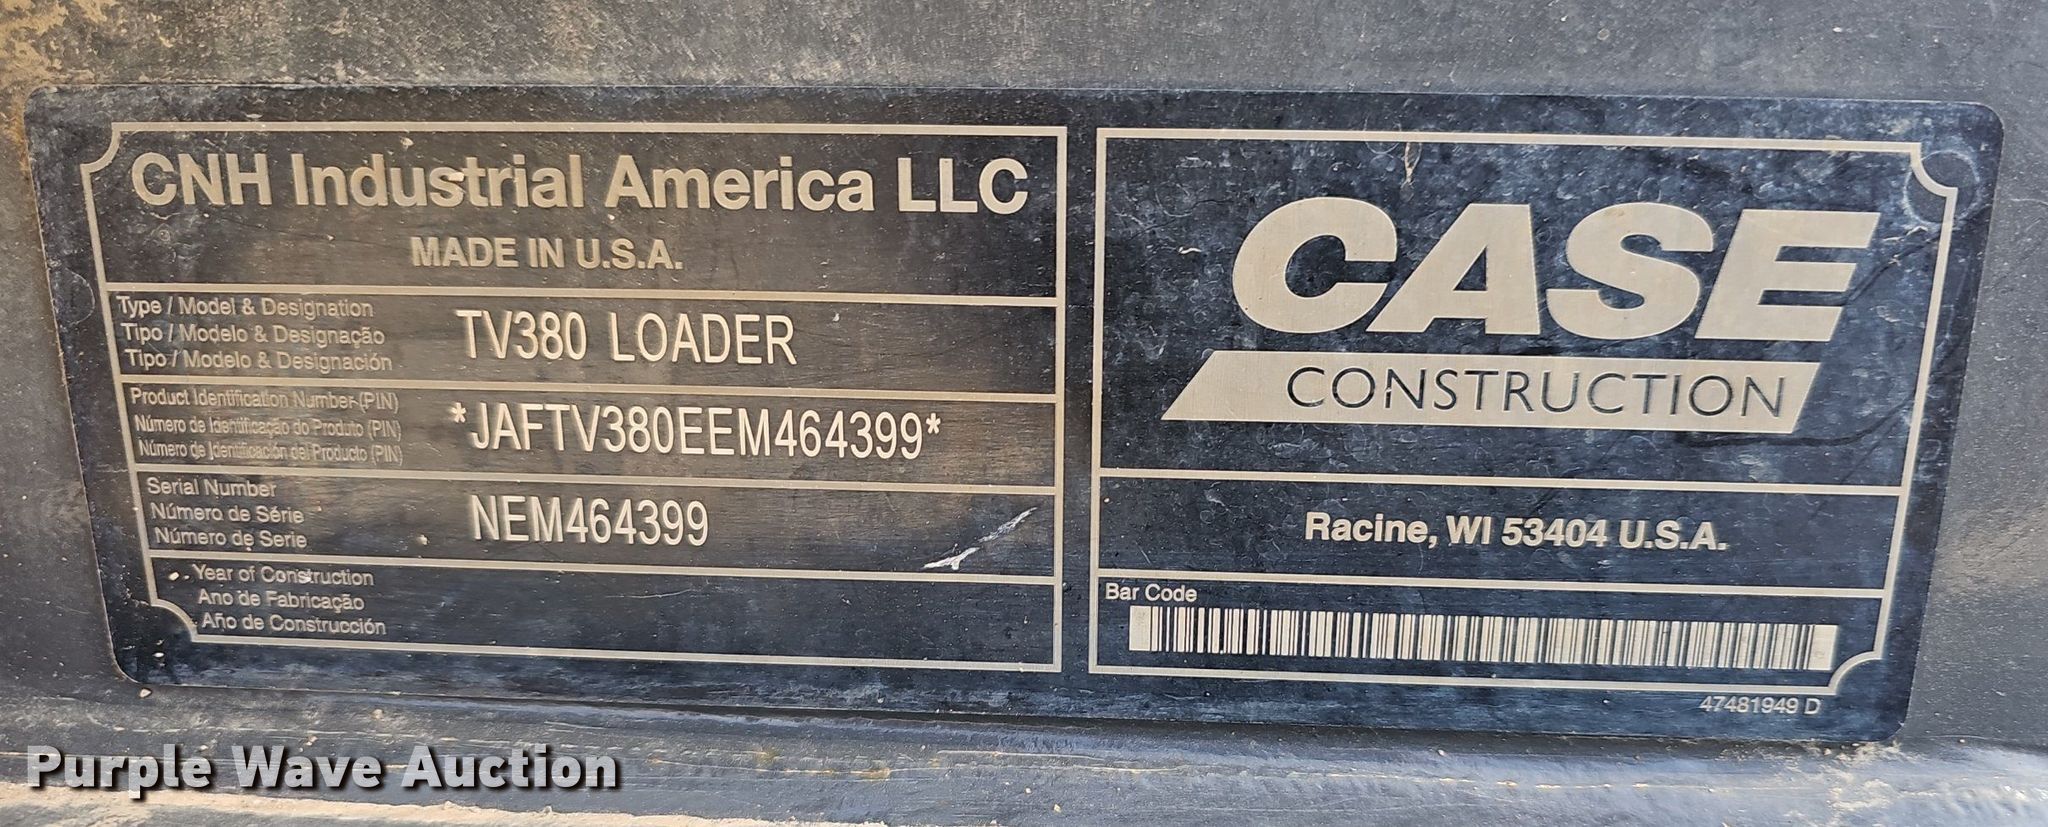 CNH Industrial America LLC
MADE IN U.S.A.
Type / Model & Designation
Tipo / Modelo & Designação
Tipo / Modelo & Designación
TV380 LOADER
Product Identification Number (PIN)
Número de Identificação do Produto (PIN)
Número de Identificación del Producto (PIN)
*JAFTV380EEM464399*
Serial Number
Número de Série
Número de Serie
NEM464399
Year of Construction
Ano de Fabricação
Año de Construcción
CASE
CONSTRUCTION
Racine, WI 53404 U.S.A.
Bar Code
47481949 D
Purple Wave Auction